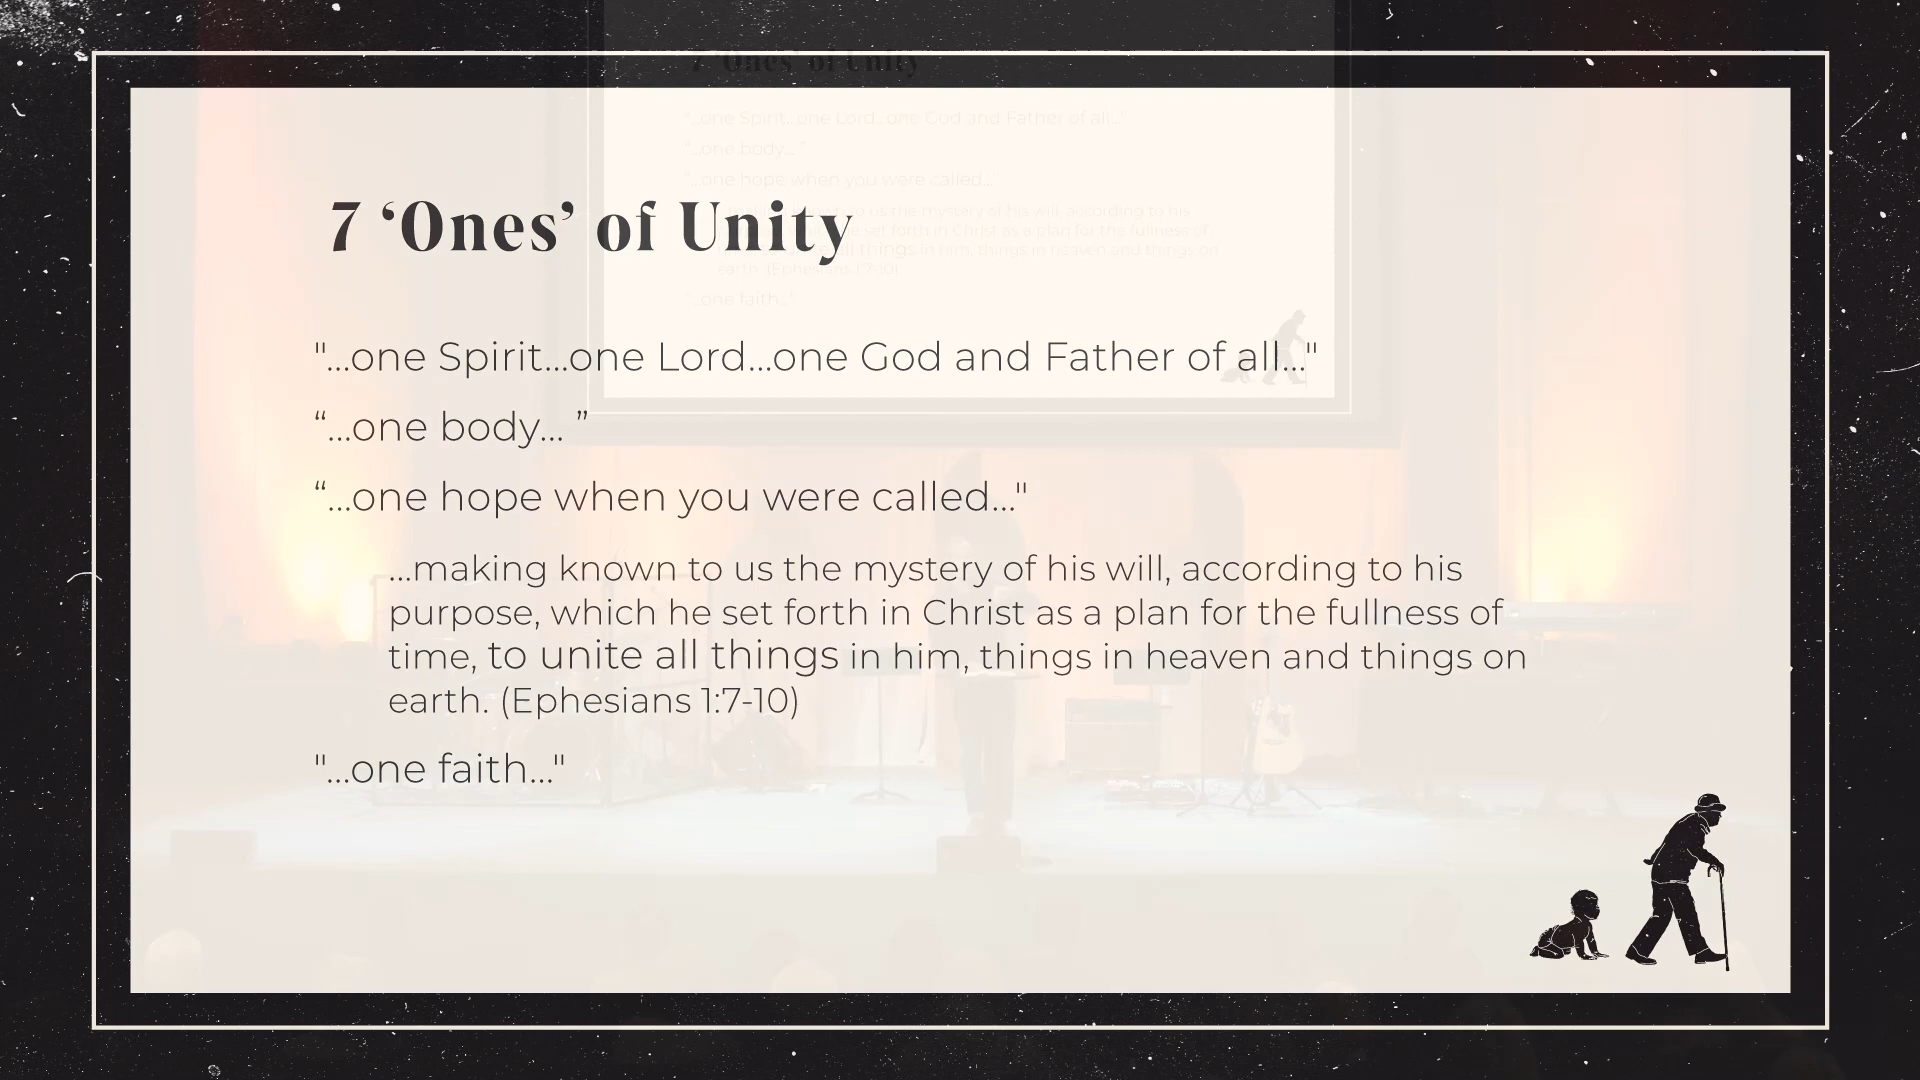 7 ‘Ones’ of Unity
"...one Spirit...one Lord...one God and Father of all..."
“...one body... ”
“...one hope when you were called..."
...making known to us the mystery of his will, according to his
purpose, which he set forth in Christ as a plan for the fullness of
time, to unite all things in him, things in heaven and things on
earth. (Ephesians 1:7-10)
"...one faith..."